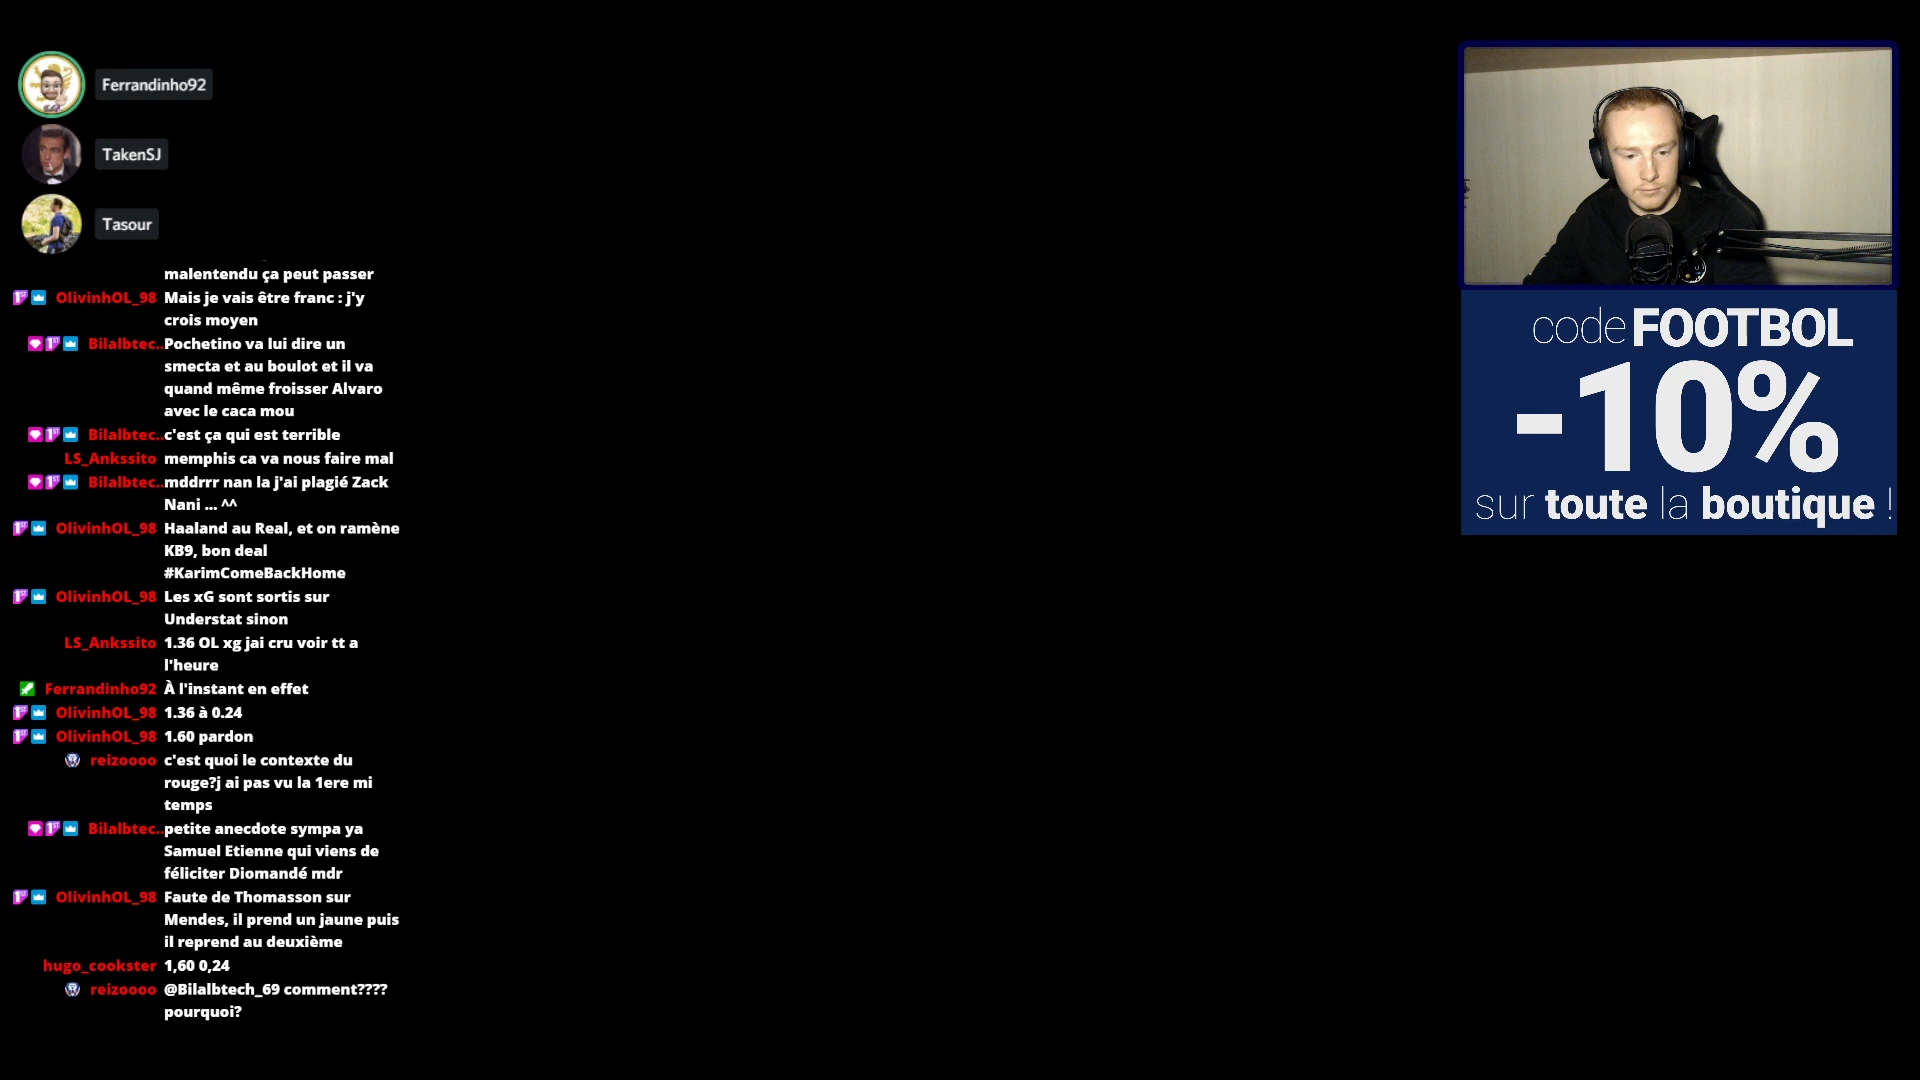 Ferrandinho92
TakenSJ
Tasour
malentendu ça peut passer
OlivinhOL_98 Mais je vais être franc : j'y
crois moyen
Bilalbtec.. Pochetino va lui dire un
smecta et au boulot et il va
quand même froisser Alvaro
avec le caca mou
Bilalbtec.. c'est ça qui est terrible
LS_Ankssito memphis ca va nous faire mal
Bilalbtec.. mddrrr nan la j'ai plagié Zack
Nani ... ^^
OlivinhOL_98 Haaland au Real, et on ramène
KB9, bon deal
#KarimComeBackHome
OlivinhOL_98 Les xG sont sortis sur
Understat sinon
LS_Ankssito 1.36 OL xg jai cru voir tt a
l'heure
Ferrandinho92 À l'instant en effet
OlivinhOL_98 1.36 à 0.24
OlivinhOL_98 1.60 pardon
reizoooo c'est quoi le contexte du
rouge?j ai pas vu la 1ere mi
temps
Bilalbtec.. petite anecdote sympa ya
Samuel Etienne qui viens de
féliciter Diomandé mdr
OlivinhOL_98 Faute de Thomasson sur
Mendes, il prend un jaune puis
il reprend au deuxième
hugo_cookster 1,60 0,24
reizoooo @Bilalbtech_69 comment????
pourquoi?
code FOOTBOL
-10%
sur toute la boutique !